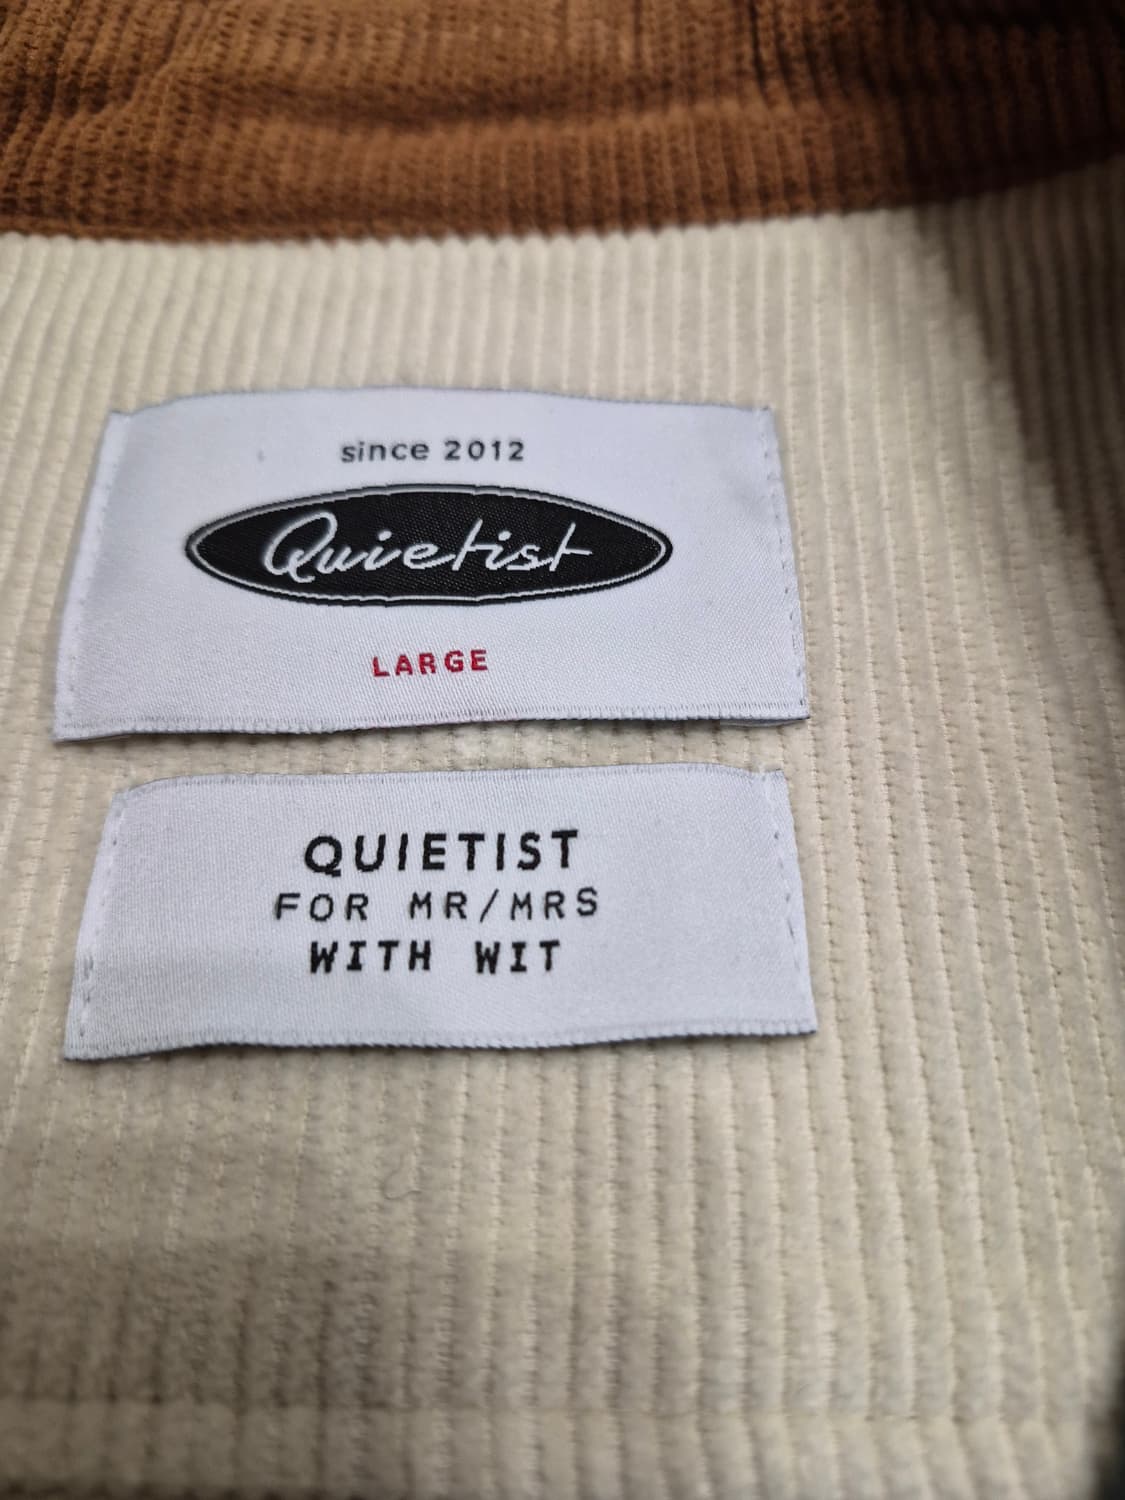 since 2012
Quietist
LARGE
QUIETIST
FOR MR/MRS
WITH WIT